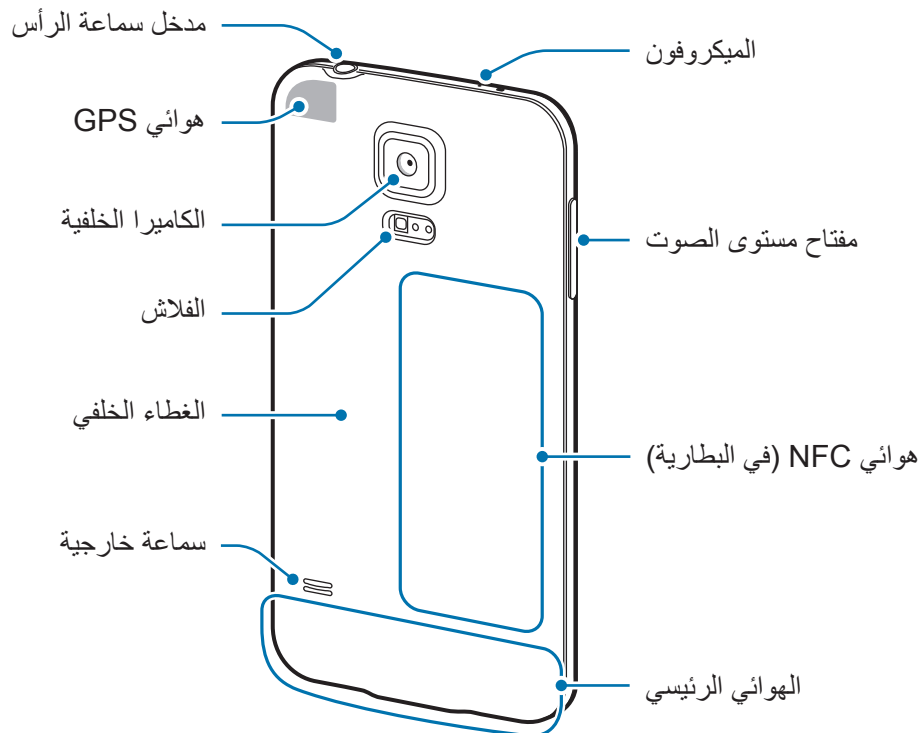 مدخل سماعة الرأس
الميكروفون
هوائي GPS
الكاميرا الخلفية
مفتاح مستوى الصوت
الفلاش
الغطاء الخلفي
هوائي NFC (في البطارية)
سماعة خارجية
الهوائي الرئيسي